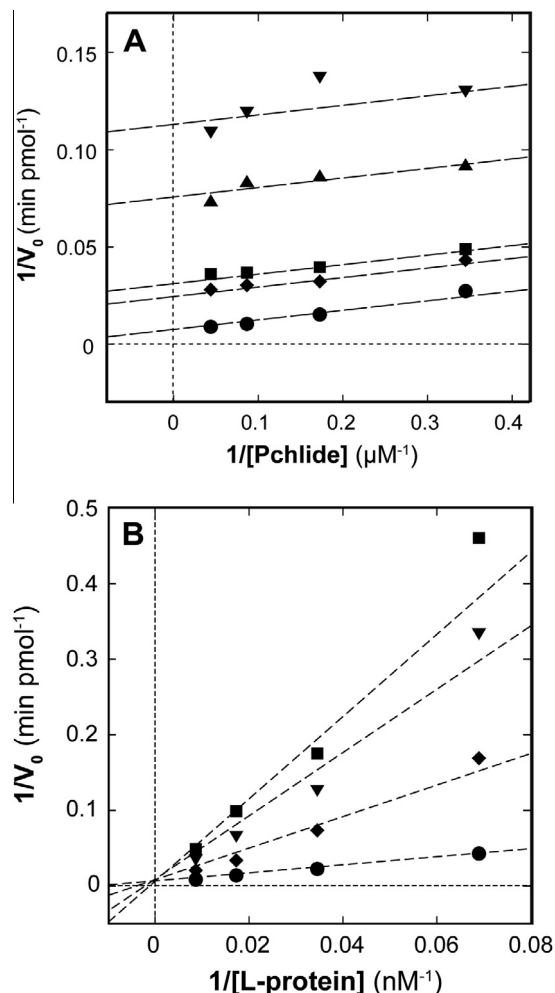 A
0.15
0.10
0.05
0
1/V₀ (min pmol⁻¹)
0 0.1 0.2 0.3 0.4
1/[Pchlide] (µM⁻¹)
B
0.5
0.4
0.3
0.2
0.1
0
1/V₀ (min pmol⁻¹)
0 0.02 0.04 0.06 0.08
1/[L-protein] (nM⁻¹)